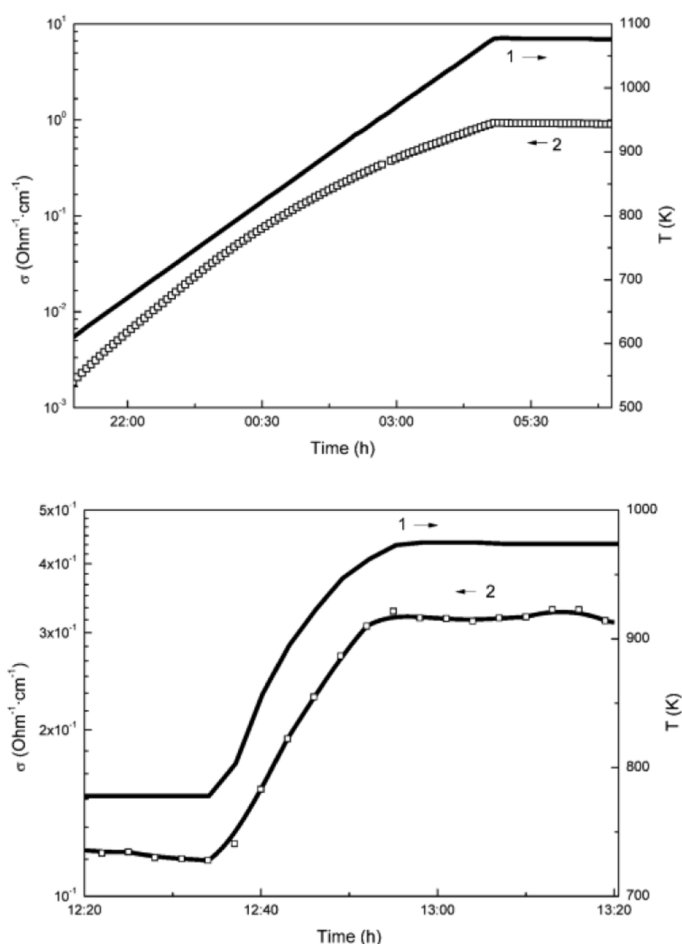 10¹
10⁰
10⁻¹
10⁻²
10⁻³
σ (Ohm⁻¹·cm⁻¹)
1
2
1100
1000
900
800
700
600
500
T (K)
22:00 00:30 03:00 05:30
Time (h)
5x10⁻¹
4x10⁻¹
3x10⁻¹
2x10⁻¹
10⁻¹
σ (Ohm⁻¹·cm⁻¹)
1
2
1000
900
800
700
T (K)
12:20 12:40 13:00 13:20
Time (h)